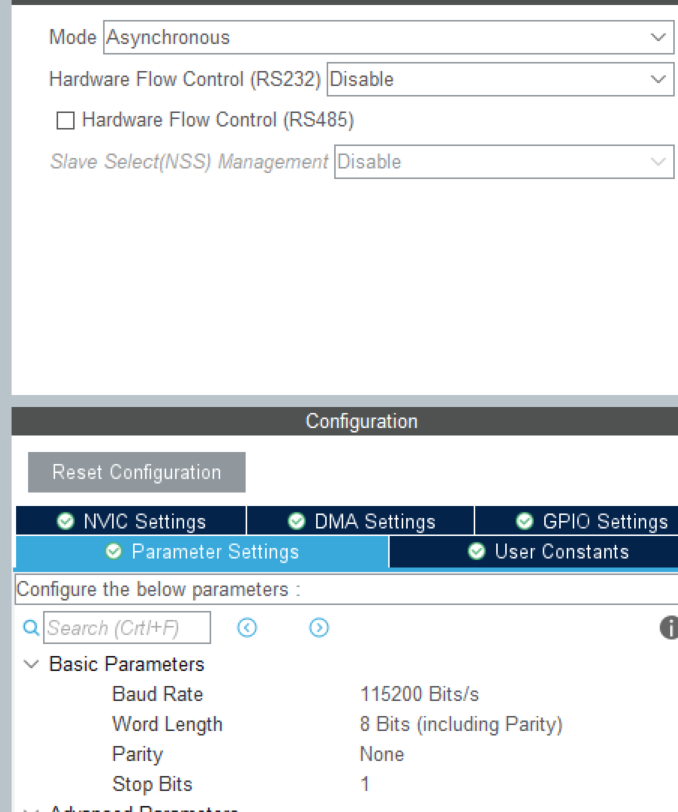 Mode Asynchronous
Hardware Flow Control (RS232) Disable
Hardware Flow Control (RS485)
Slave Select(NSS) Management Disable
Configuration
Reset Configuration
NVIC Settings DMA Settings GPIO Settings
Parameter Settings User Constants
Configure the below parameters :
Search (Crtl+F)
Basic Parameters
Baud Rate 115200 Bits/s
Word Length 8 Bits (including Parity)
Parity None
Stop Bits 1
Advanced Parameters